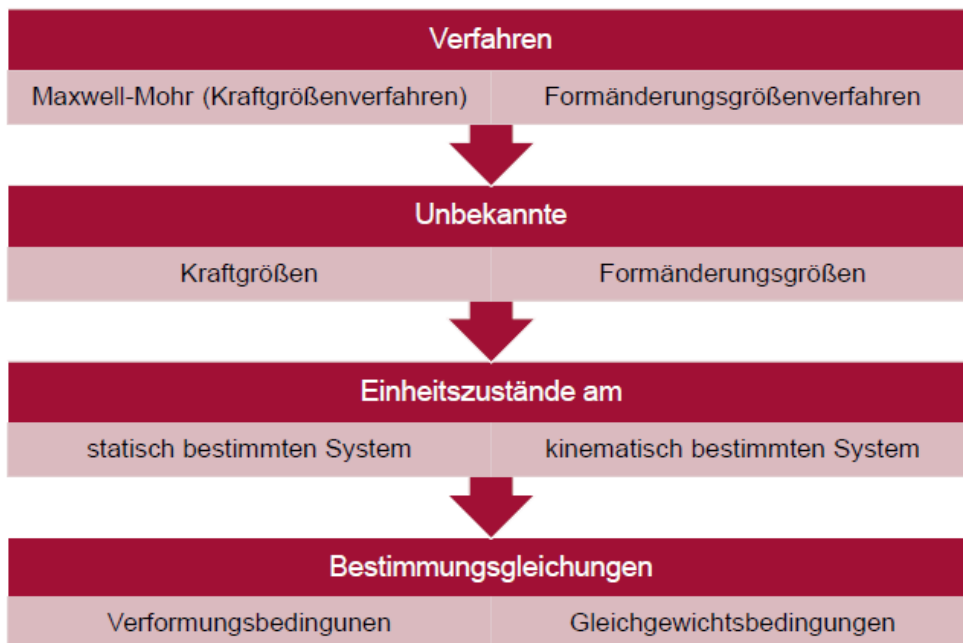 Verfahren
Maxwell-Mohr (Kraftgrößenverfahren)
Formänderungsgrößenverfahren
Unbekannte
Kraftgrößen
Formänderungsgrößen
Einheitszustände am
statisch bestimmten System
kinematisch bestimmten System
Bestimmungsgleichungen
Verformungsbedingunen
Gleichgewichtsbedingungen